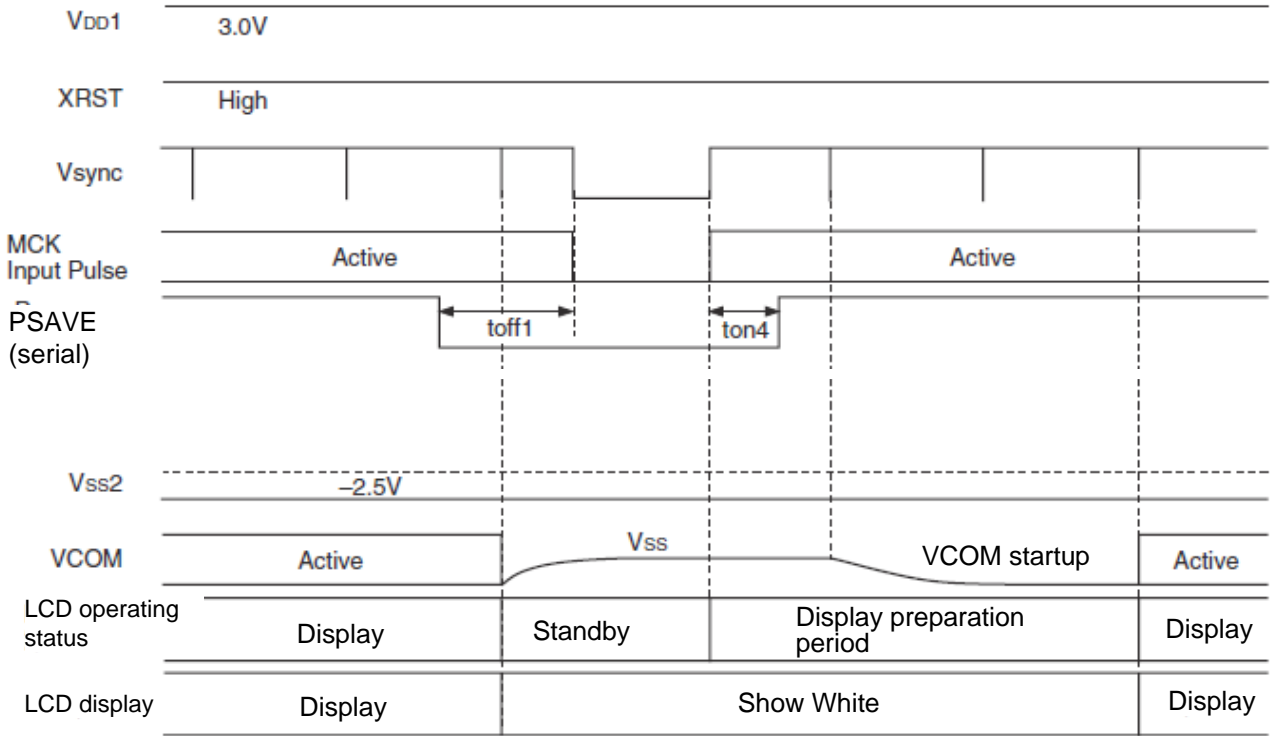 VDD1
3.0V
XRST
High
Vsync
MCK
Input Pulse
Active
Active
PSAVE
(serial)
toff1
ton4
VSS2
–2.5V
VCOM
Active
VSS
VCOM startup
Active
LCD operating
status
Display
Standby
Display preparation
period
Display
LCD display
Display
Show White
Display